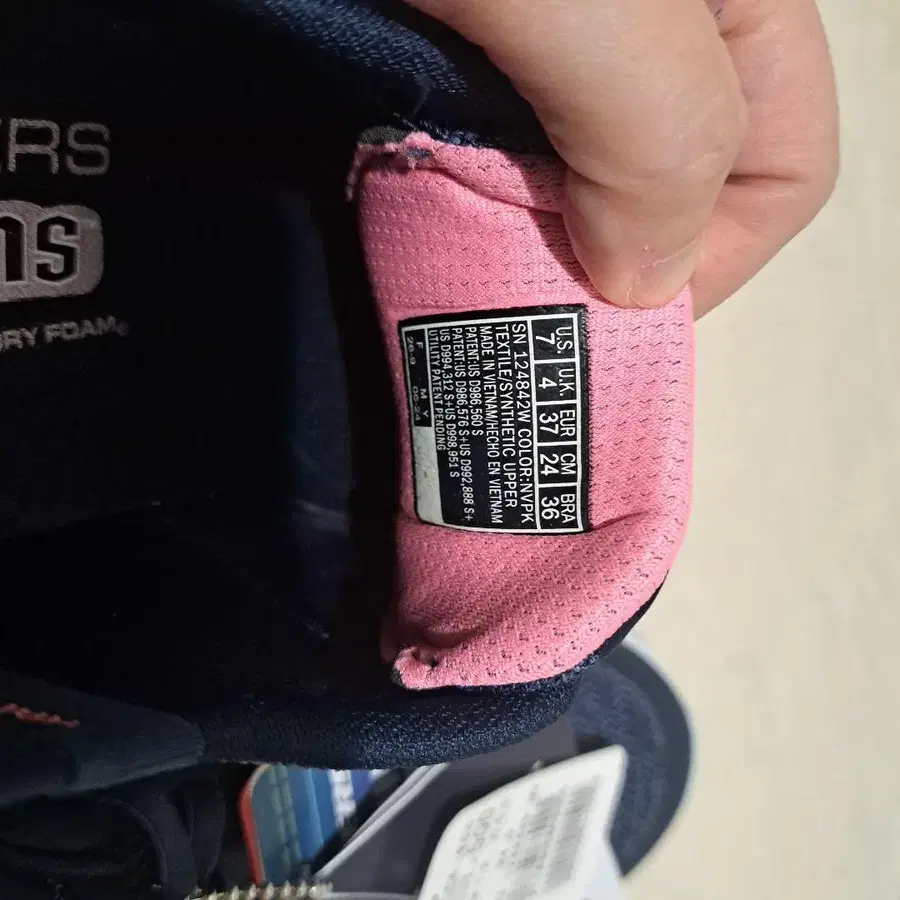 ERS
ns
RY FOAM
U.S. U.K. EUR CM BRA
7 4 37 24 36
SN 124842W COLOR:NVPK
TEXTILE/SYNTHETIC UPPER
MADE IN VIETNAM/HECHO EN VIETNAM
PATENT:US D986,560 S
PATENT:US D986,576 S+US D992,888 S+
US D994,312 S+US D998,951 S
UTILITY PATENT PENDING
F M Y
06-24